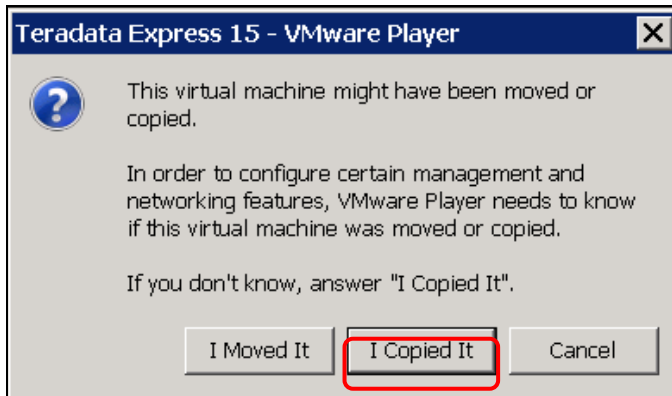 Teradata Express 15 - VMware Player
This virtual machine might have been moved or
copied.
In order to configure certain management and
networking features, VMware Player needs to know
if this virtual machine was moved or copied.
If you don't know, answer "I Copied It".
I Moved It
I Copied It
Cancel